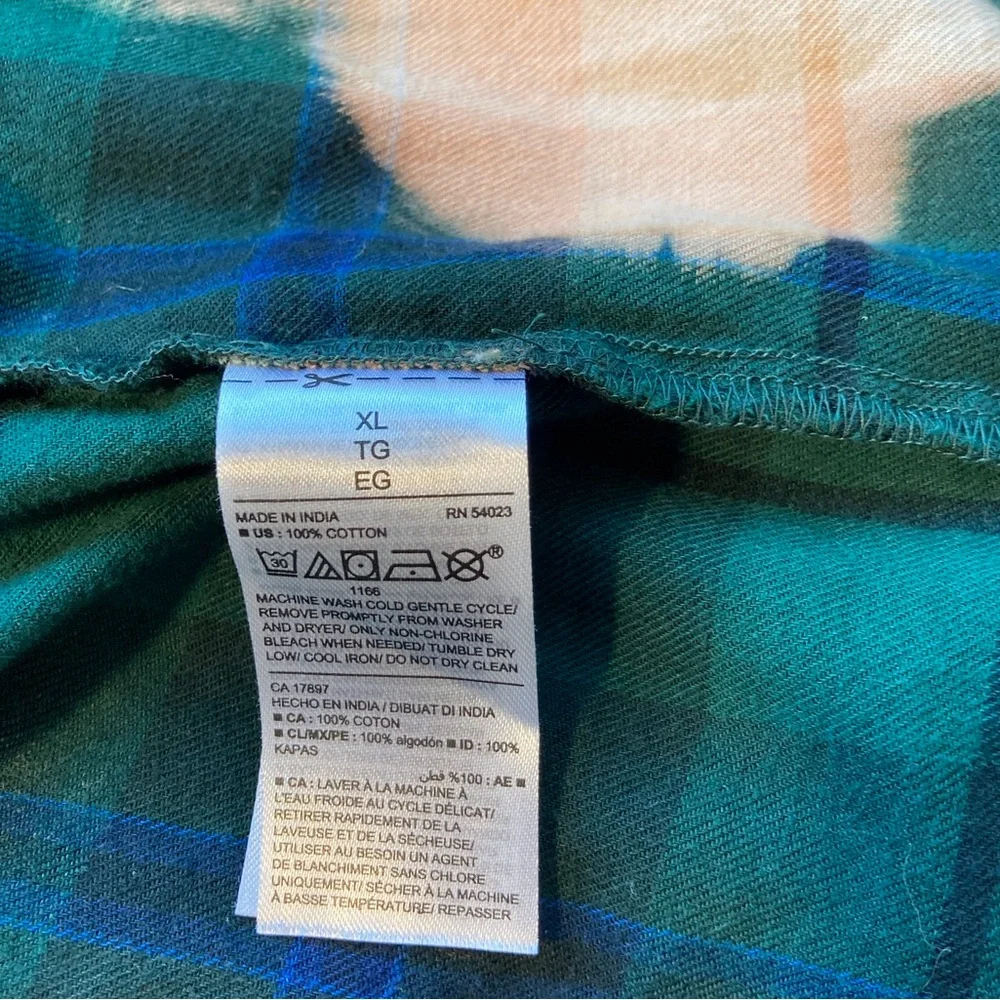 XL
TG
EG
MADE IN INDIA RN 54023
■ US : 100% COTTON
30 ®
1166
MACHINE WASH COLD GENTLE CYCLE/
REMOVE PROMPTLY FROM WASHER
AND DRYER/ ONLY NON-CHLORINE
BLEACH WHEN NEEDED/ TUMBLE DRY
LOW/ COOL IRON/ DO NOT DRY CLEAN
CA 17897
HECHO EN INDIA / DIBUAT DI INDIA
■ CA : 100% COTON
■ CL/MX/PE : 100% algodón ■ ID : 100%
KAPAS
■ AE : 100% قطن
■ CA : LAVER À LA MACHINE À
L'EAU FROIDE AU CYCLE DÉLICAT/
RETIRER RAPIDEMENT DE LA
LAVEUSE ET DE LA SÉCHEUSE/
UTILISER AU BESOIN UN AGENT
DE BLANCHIMENT SANS CHLORE
UNIQUEMENT/ SÉCHER À LA MACHINE
À BASSE TEMPÉRATURE/ REPASSER